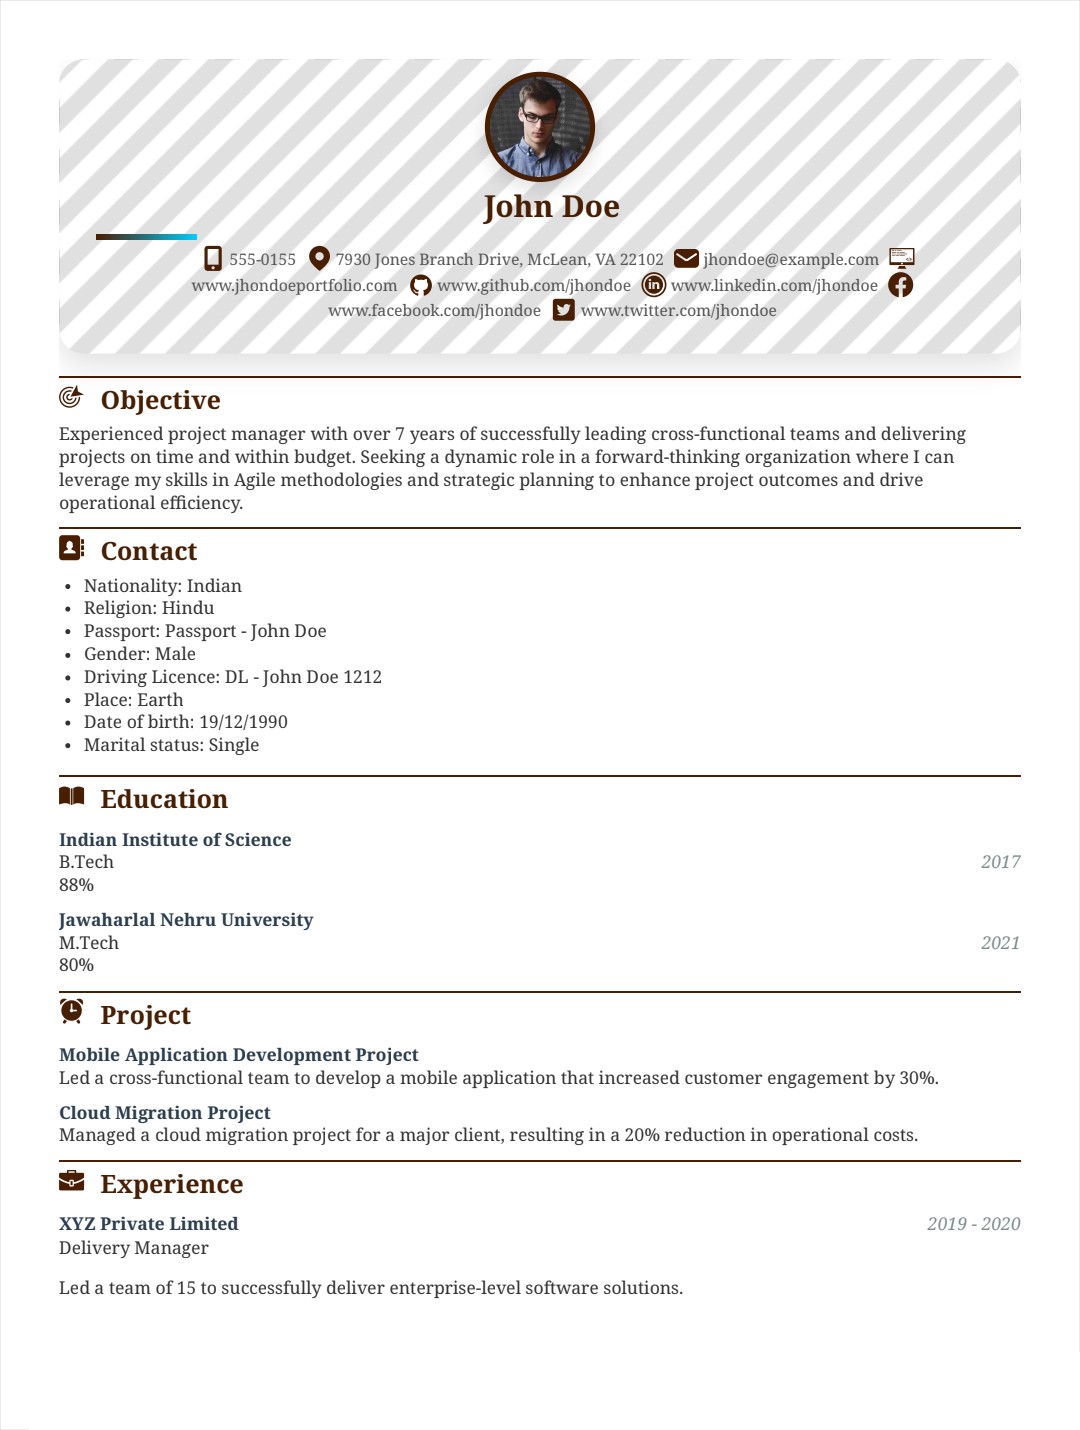 John Doe
555-0155 7930 Jones Branch Drive, McLean, VA 22102 jhondoe@example.com
www.jhondoeportfolio.com www.github.com/jhondoe www.linkedin.com/jhondoe
www.facebook.com/jhondoe www.twitter.com/jhondoe
Objective
Experienced project manager with over 7 years of successfully leading cross-functional teams and delivering
projects on time and within budget. Seeking a dynamic role in a forward-thinking organization where I can
leverage my skills in Agile methodologies and strategic planning to enhance project outcomes and drive
operational efficiency.
Contact
• Nationality: Indian
• Religion: Hindu
• Passport: Passport - John Doe
• Gender: Male
• Driving Licence: DL - John Doe 1212
• Place: Earth
• Date of birth: 19/12/1990
• Marital status: Single
Education
Indian Institute of Science
B.Tech 2017
88%
Jawaharlal Nehru University
M.Tech 2021
80%
Project
Mobile Application Development Project
Led a cross-functional team to develop a mobile application that increased customer engagement by 30%.
Cloud Migration Project
Managed a cloud migration project for a major client, resulting in a 20% reduction in operational costs.
Experience
XYZ Private Limited 2019 - 2020
Delivery Manager
Led a team of 15 to successfully deliver enterprise-level software solutions.